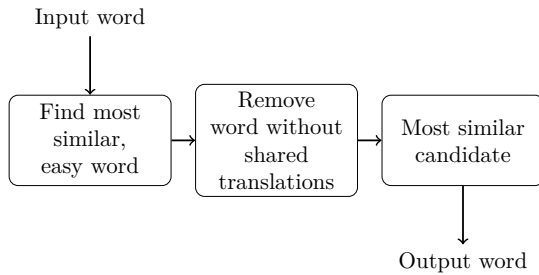 Input word
Find most
similar,
easy word
Remove
word without
shared
translations
Most similar
candidate
Output word